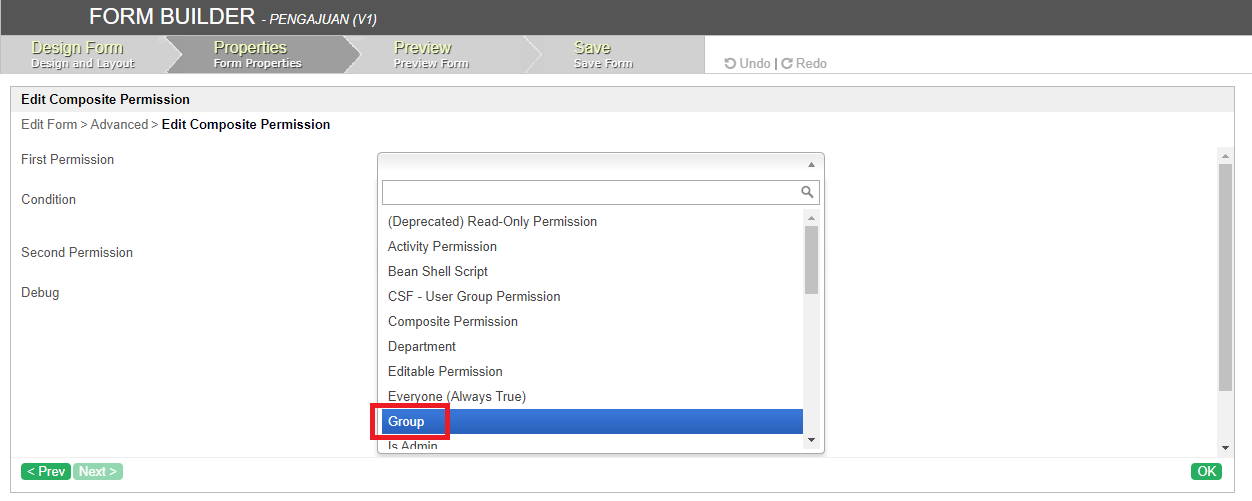 FORM BUILDER - PENGAJUAN (V1)
Design Form
Design and Layout
Properties
Form Properties
Preview
Preview Form
Save
Save Form
Undo | Redo
Edit Composite Permission
Edit Form > Advanced > Edit Composite Permission
First Permission
Condition
Second Permission
Debug
(Deprecated) Read-Only Permission
Activity Permission
Bean Shell Script
CSF - User Group Permission
Composite Permission
Department
Editable Permission
Everyone (Always True)
Group
Is Admin
< Prev
Next >
OK